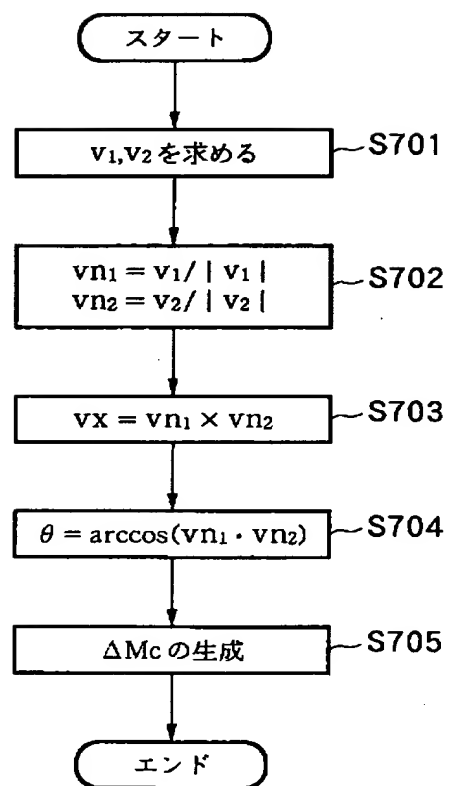 スタート
v₁,v₂を求める
S701
vn₁ = v₁/| v₁ |
vn₂ = v₂/| v₂ |
S702
vx = vn₁ × vn₂
S703
θ = arccos(vn₁・vn₂)
S704
ΔMcの生成
S705
エンド